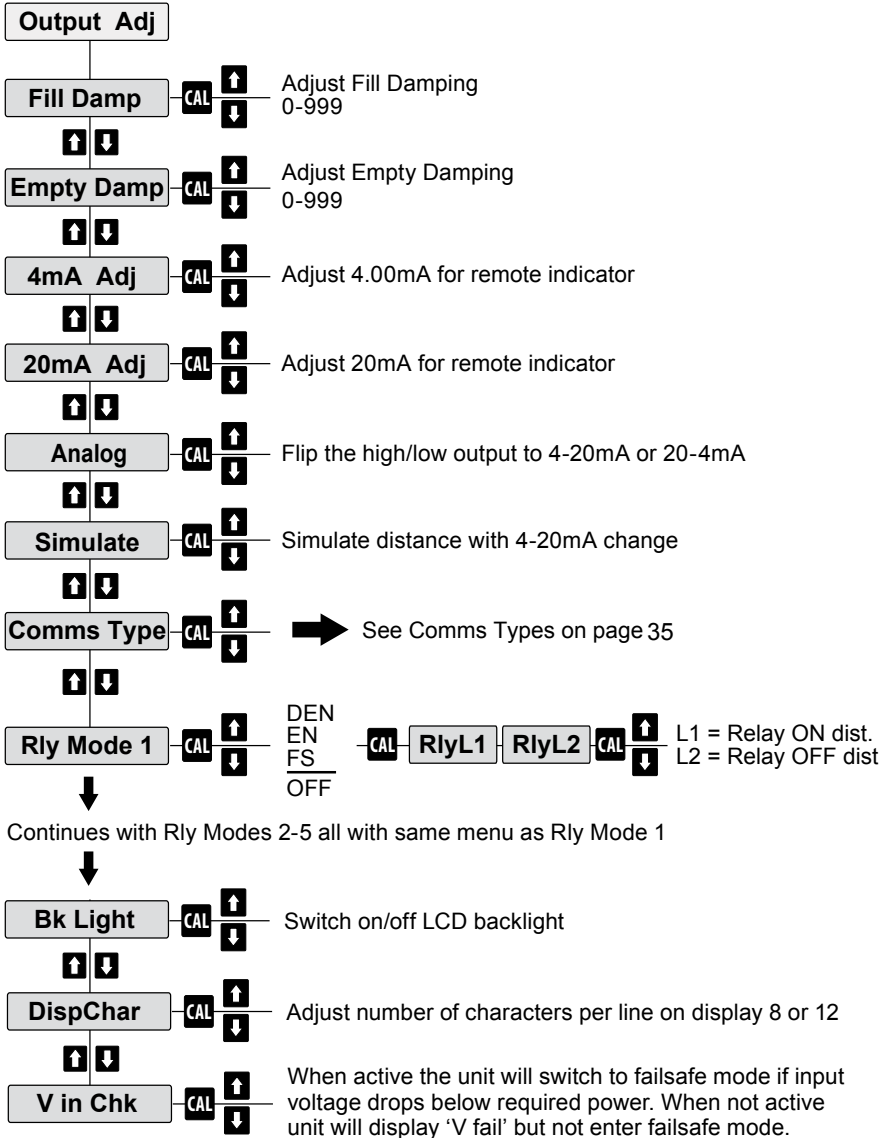 Output Adj
Fill Damp CAL Adjust Fill Damping
0-999
Empty Damp CAL Adjust Empty Damping
0-999
4mA Adj CAL Adjust 4.00mA for remote indicator
20mA Adj CAL Adjust 20mA for remote indicator
Analog CAL Flip the high/low output to 4-20mA or 20-4mA
Simulate CAL Simulate distance with 4-20mA change
Comms Type CAL See Comms Types on page 35
Rly Mode 1 CAL
DEN
EN
FS
OFF
CAL RlyL1 RlyL2 CAL
L1 = Relay ON dist.
L2 = Relay OFF dist
Continues with Rly Modes 2-5 all with same menu as Rly Mode 1
Bk Light CAL Switch on/off LCD backlight
DispChar CAL Adjust number of characters per line on display 8 or 12
V in Chk CAL
When active the unit will switch to failsafe mode if input
voltage drops below required power. When not active
unit will display ‘V fail’ but not enter failsafe mode.